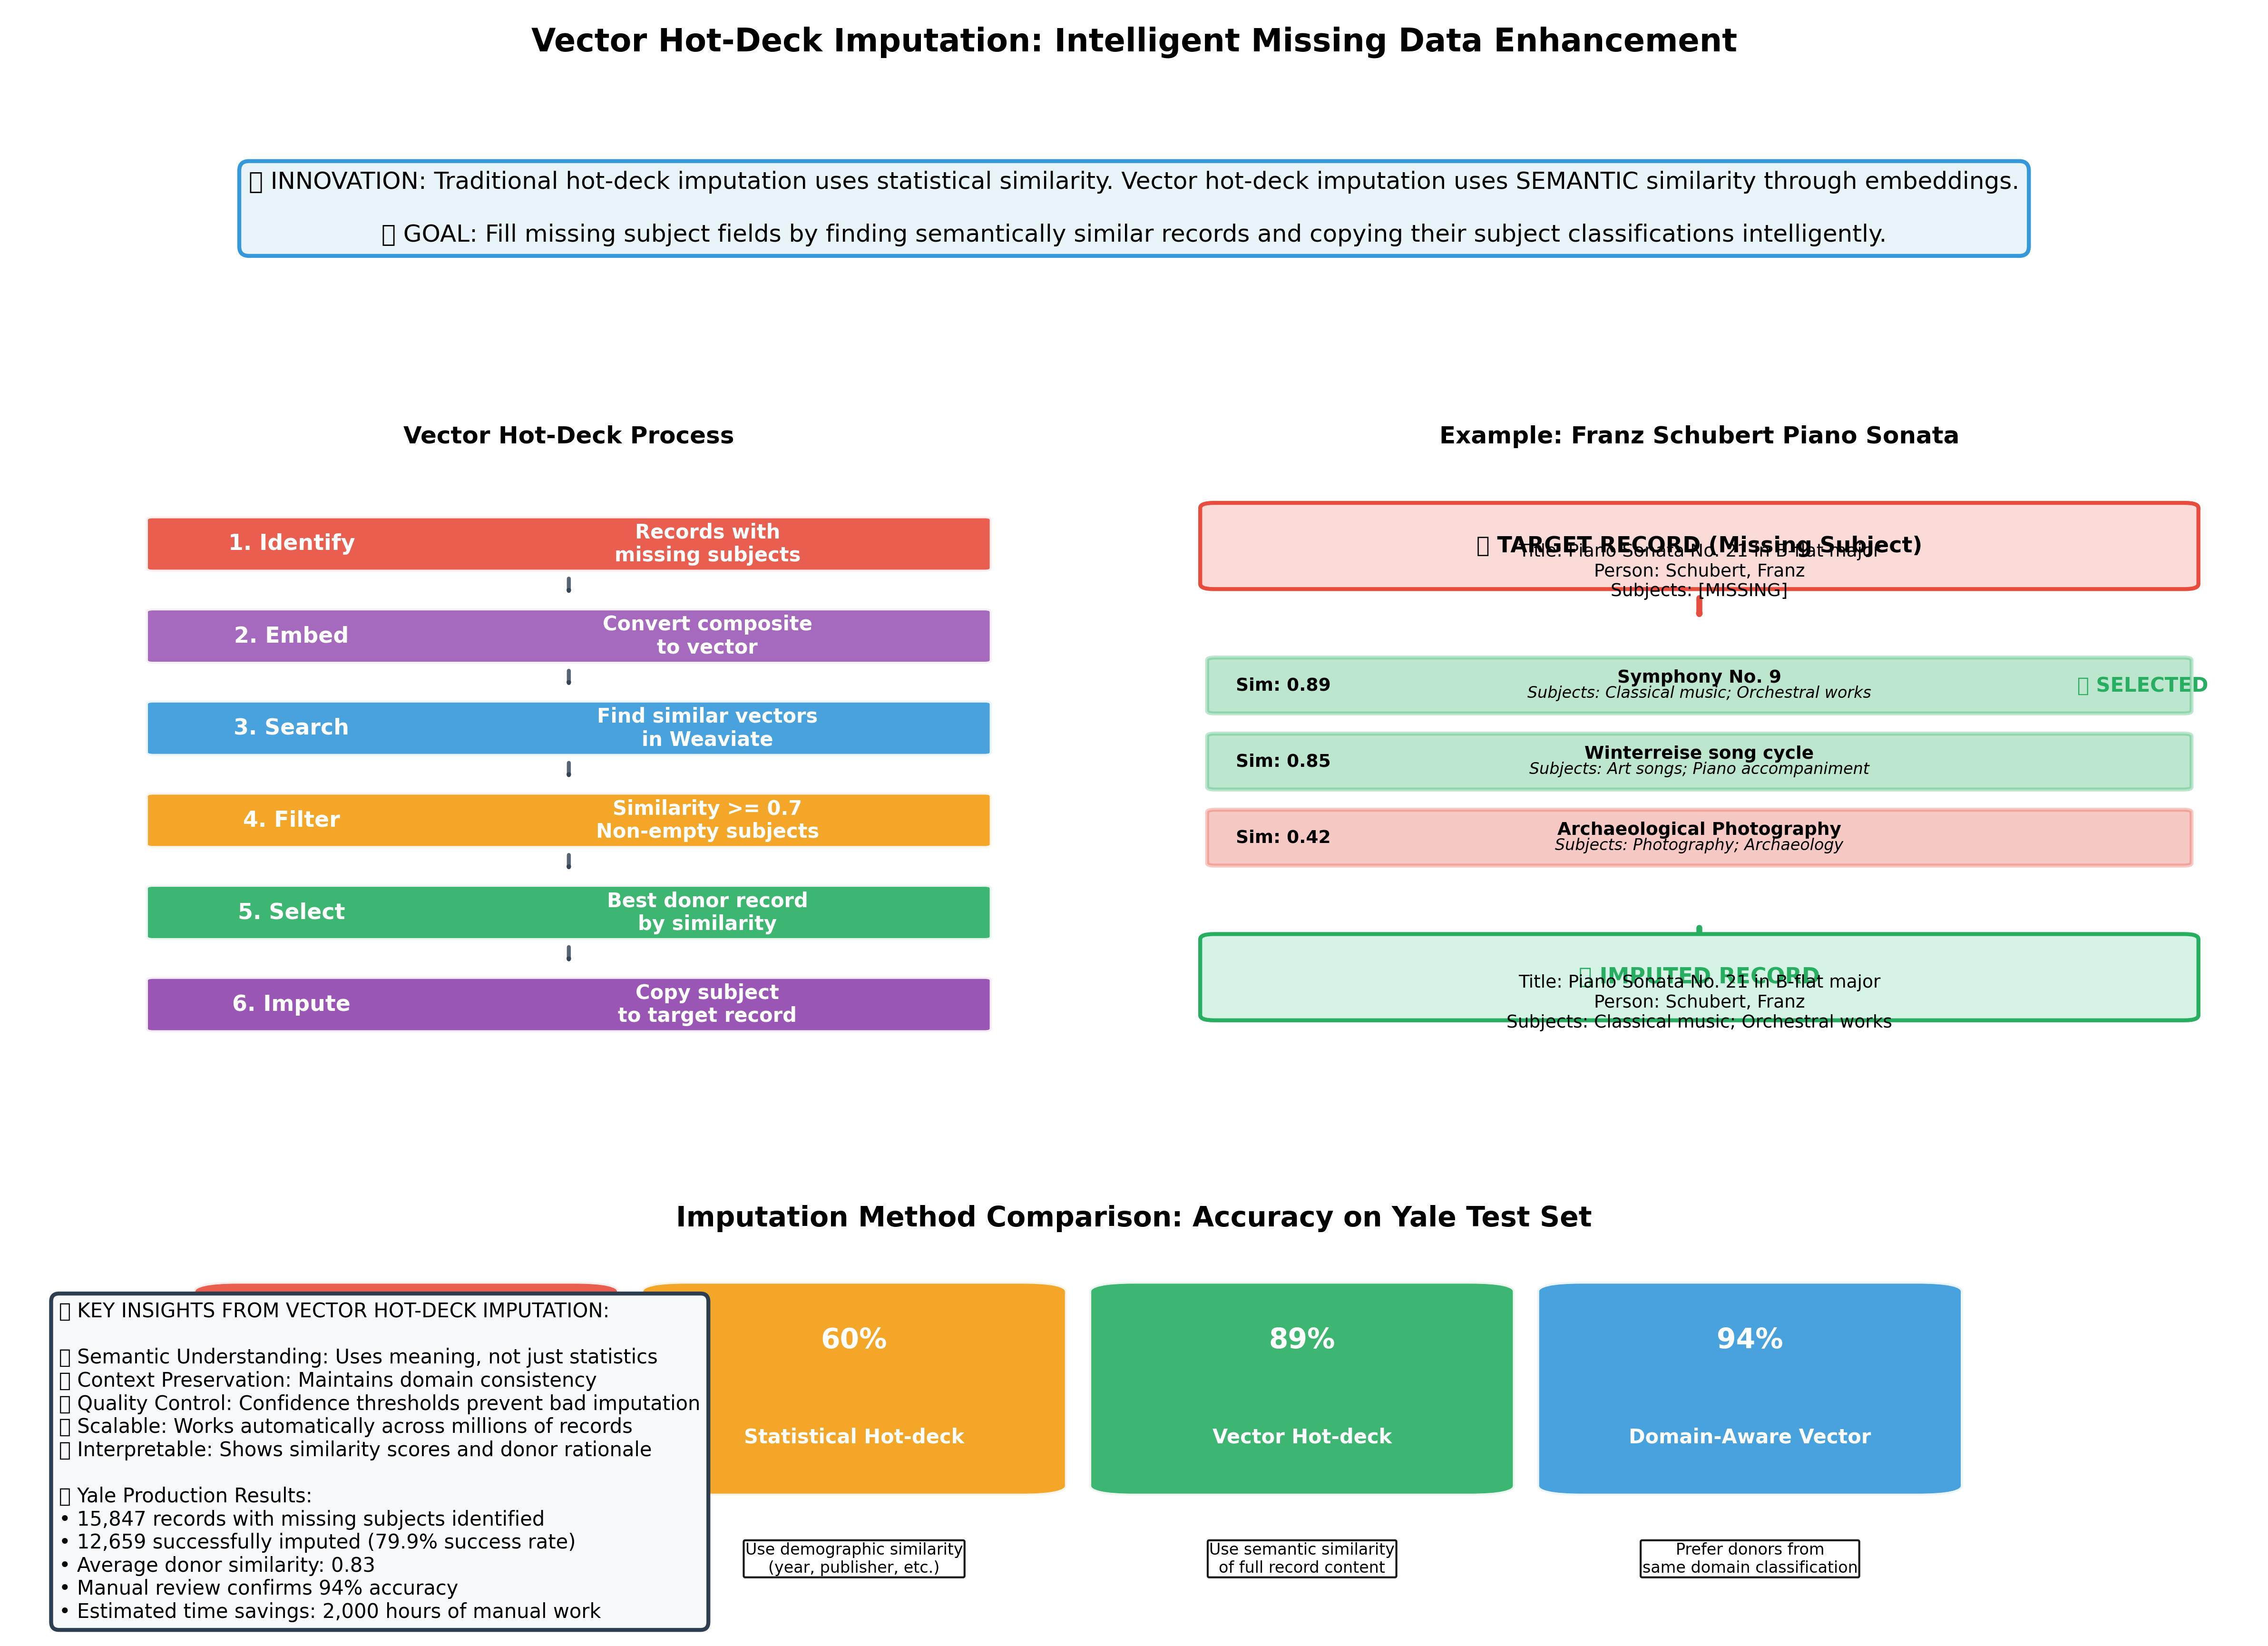 Vector Hot-Deck Imputation: Intelligent Missing Data Enhancement
INNOVATION: Traditional hot-deck imputation uses statistical similarity. Vector hot-deck imputation uses SEMANTIC similarity through embeddings.
GOAL: Fill missing subject fields by finding semantically similar records and copying their subject classifications intelligently.
Vector Hot-Deck Process
1. Identify
Records with
missing subjects
2. Embed
Convert composite
to vector
3. Search
Find similar vectors
in Weaviate
4. Filter
Similarity >= 0.7
Non-empty subjects
5. Select
Best donor record
by similarity
6. Impute
Copy subject
to target record
Example: Franz Schubert Piano Sonata
TARGET RECORD (Missing Subject)
Title: Piano Sonata No. 21 in B-flat major
Person: Schubert, Franz
Subjects: [MISSING]
Sim: 0.89
Symphony No. 9
Subjects: Classical music; Orchestral works
SELECTED
Sim: 0.85
Winterreise song cycle
Subjects: Art songs; Piano accompaniment
Sim: 0.42
Archaeological Photography
Subjects: Photography; Archaeology
IMPUTED RECORD
Title: Piano Sonata No. 21 in B-flat major
Person: Schubert, Franz
Subjects: Classical music; Orchestral works
Imputation Method Comparison: Accuracy on Yale Test Set
KEY INSIGHTS FROM VECTOR HOT-DECK IMPUTATION:
Semantic Understanding: Uses meaning, not just statistics
Context Preservation: Maintains domain consistency
Quality Control: Confidence thresholds prevent bad imputation
Scalable: Works automatically across millions of records
Interpretable: Shows similarity scores and donor rationale
Yale Production Results:
• 15,847 records with missing subjects identified
• 12,659 successfully imputed (79.9% success rate)
• Average donor similarity: 0.83
• Manual review confirms 94% accuracy
• Estimated time savings: 2,000 hours of manual work
60%
Statistical Hot-deck
Use demographic similarity
(year, publisher, etc.)
89%
Vector Hot-deck
Use semantic similarity
of full record content
94%
Domain-Aware Vector
Prefer donors from
same domain classification